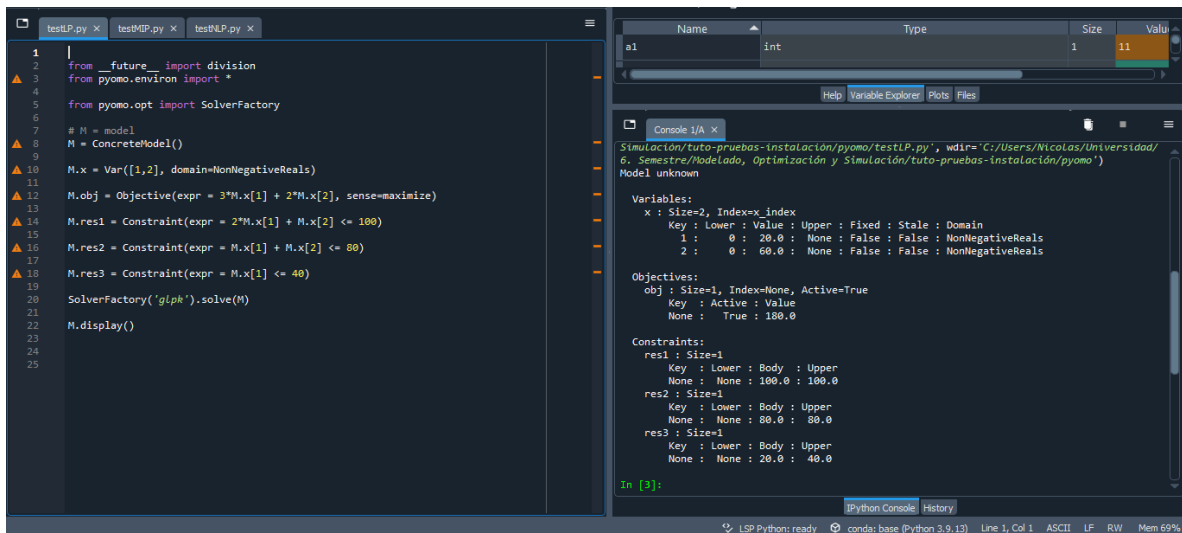 testLP.py × testMIP.py × testNLP.py ×
1
2 from __future__ import division
3 from pyomo.environ import *
4
5 from pyomo.opt import SolverFactory
6
7 # M = model
8 M = ConcreteModel()
9
10 M.x = Var([1,2], domain=NonNegativeReals)
11
12 M.obj = Objective(expr = 3*M.x[1] + 2*M.x[2], sense=maximize)
13
14 M.res1 = Constraint(expr = 2*M.x[1] + M.x[2] <= 100)
15
16 M.res2 = Constraint(expr = M.x[1] + M.x[2] <= 80)
17
18 M.res3 = Constraint(expr = M.x[1] <= 40)
19
20 SolverFactory('glpk').solve(M)
21
22 M.display()
23
24
25
Name Type Size Valu
a1 int 1 11
Help Variable Explorer Plots Files
Console 1/A ×
Simulación/tuto-pruebas-instalación/pyomo/testLP.py', wdir='C:/Users/Nicolas/Universidad/
6. Semestre/Modelado, Optimización y Simulación/tuto-pruebas-instalación/pyomo')
Model unknown
Variables:
x : Size=2, Index=x_index
Key : Lower : Value : Upper : Fixed : Stale : Domain
1 : 0 : 20.0 : None : False : False : NonNegativeReals
2 : 0 : 60.0 : None : False : False : NonNegativeReals
Objectives:
obj : Size=1, Index=None, Active=True
Key : Active : Value
None : True : 180.0
Constraints:
res1 : Size=1
Key : Lower : Body : Upper
None : None : 100.0 : 100.0
res2 : Size=1
Key : Lower : Body : Upper
None : None : 80.0 : 80.0
res3 : Size=1
Key : Lower : Body : Upper
None : None : 20.0 : 40.0
In [3]:
IPython Console History
LSP Python: ready conda: base (Python 3.9.13) Line 1, Col 1 ASCII LF RW Mem 69%